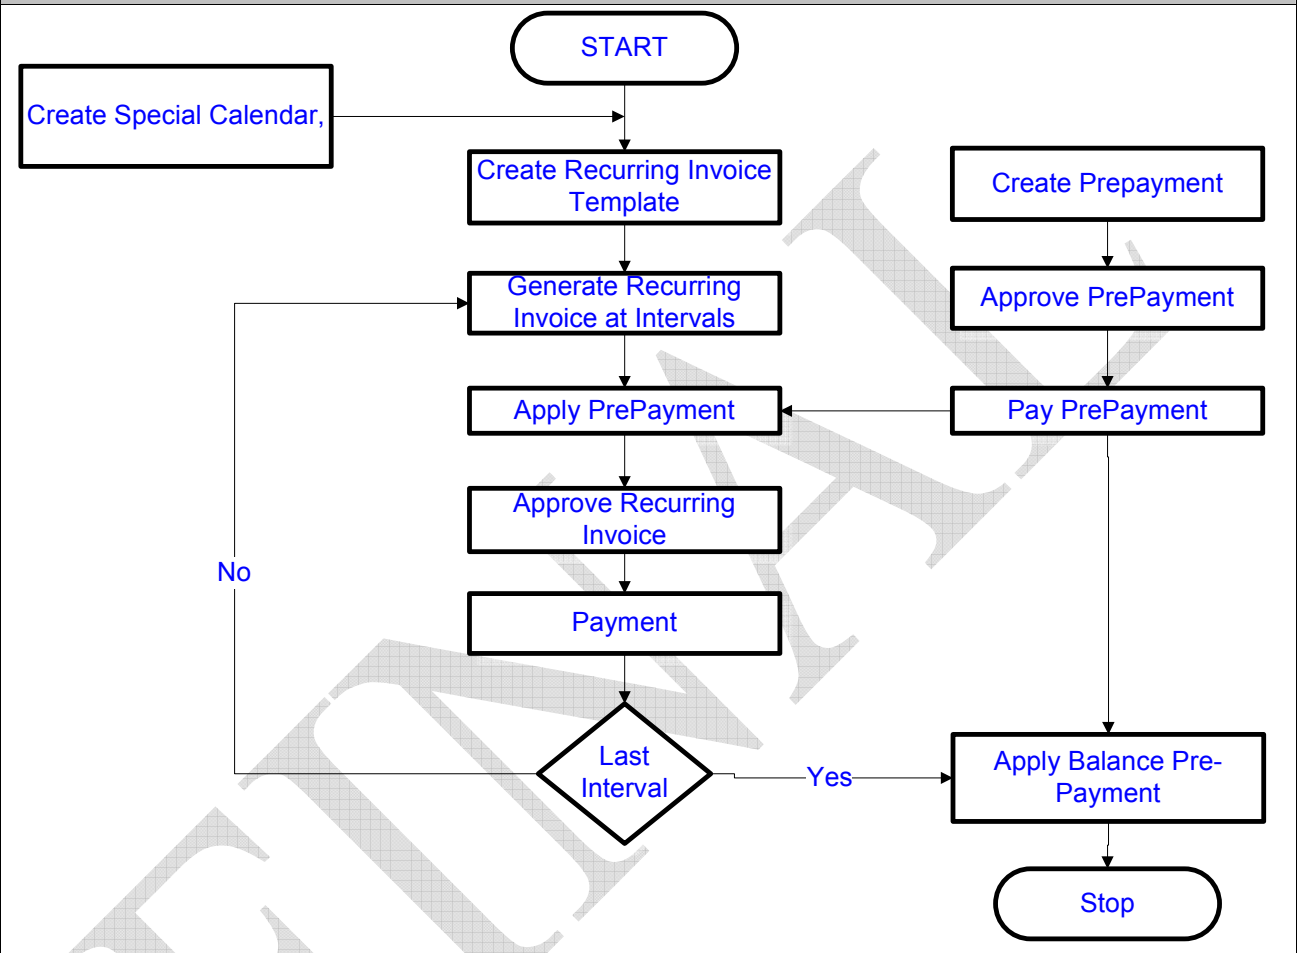 START
Create Special Calendar,
Create Recurring Invoice
Template
Create Prepayment
Generate Recurring
Invoice at Intervals
Approve PrePayment
Apply PrePayment
Pay PrePayment
Approve Recurring
Invoice
No
Payment
Last
Interval
Yes
Apply Balance Pre-
Payment
Stop
FINAL